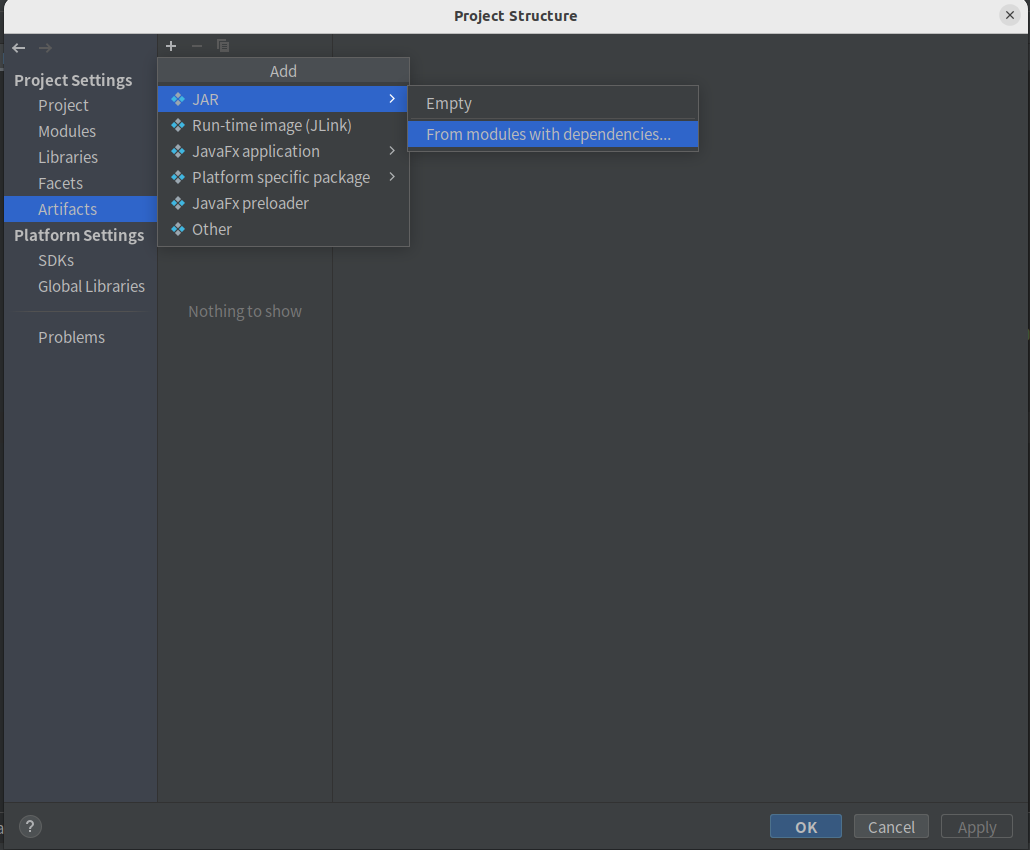 Project Structure
Project Settings
Project
Modules
Libraries
Facets
Artifacts
Platform Settings
SDKs
Global Libraries
Problems
Add
JAR
Run-time image (JLink)
JavaFx application
Platform specific package
JavaFx preloader
Other
Empty
From modules with dependencies...
Nothing to show
?
OK
Cancel
Apply